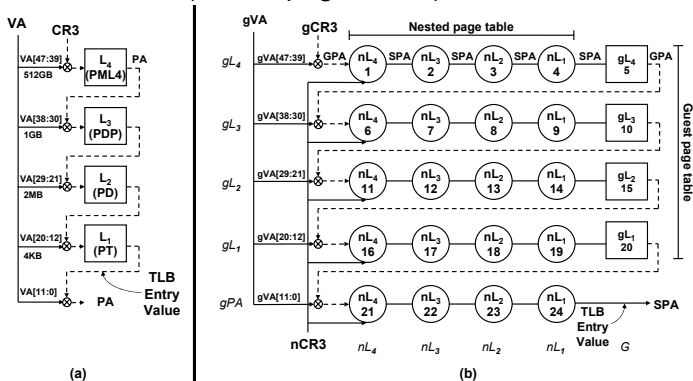 VA
CR3
VA[47:39]
512GB
L4
(PML4)
PA
VA[38:30]
1GB
L3
(PDP)
VA[29:21]
2MB
L2
(PD)
VA[20:12]
4KB
L1
(PT)
TLB
Entry
Value
VA[11:0]
PA
(a)
gVA
gCR3
Nested page table
gL4 gVA[47:39] GPA nL4 1 SPA nL3 2 SPA nL2 3 SPA nL1 4 SPA gL4 5 GPA
gL3 gVA[38:30] nL4 6 nL3 7 nL2 8 nL1 9 gL3 10
gL2 gVA[29:21] nL4 11 nL3 12 nL2 13 nL1 14 gL2 15
gL1 gVA[20:12] nL4 16 nL3 17 nL2 18 nL1 19 gL1 20
Guest page table
gPA gVA[11:0] nL4 21 nL3 22 nL2 23 nL1 24 SPA
TLB
Entry
Value
nCR3 nL4 nL3 nL2 nL1 G
(b)